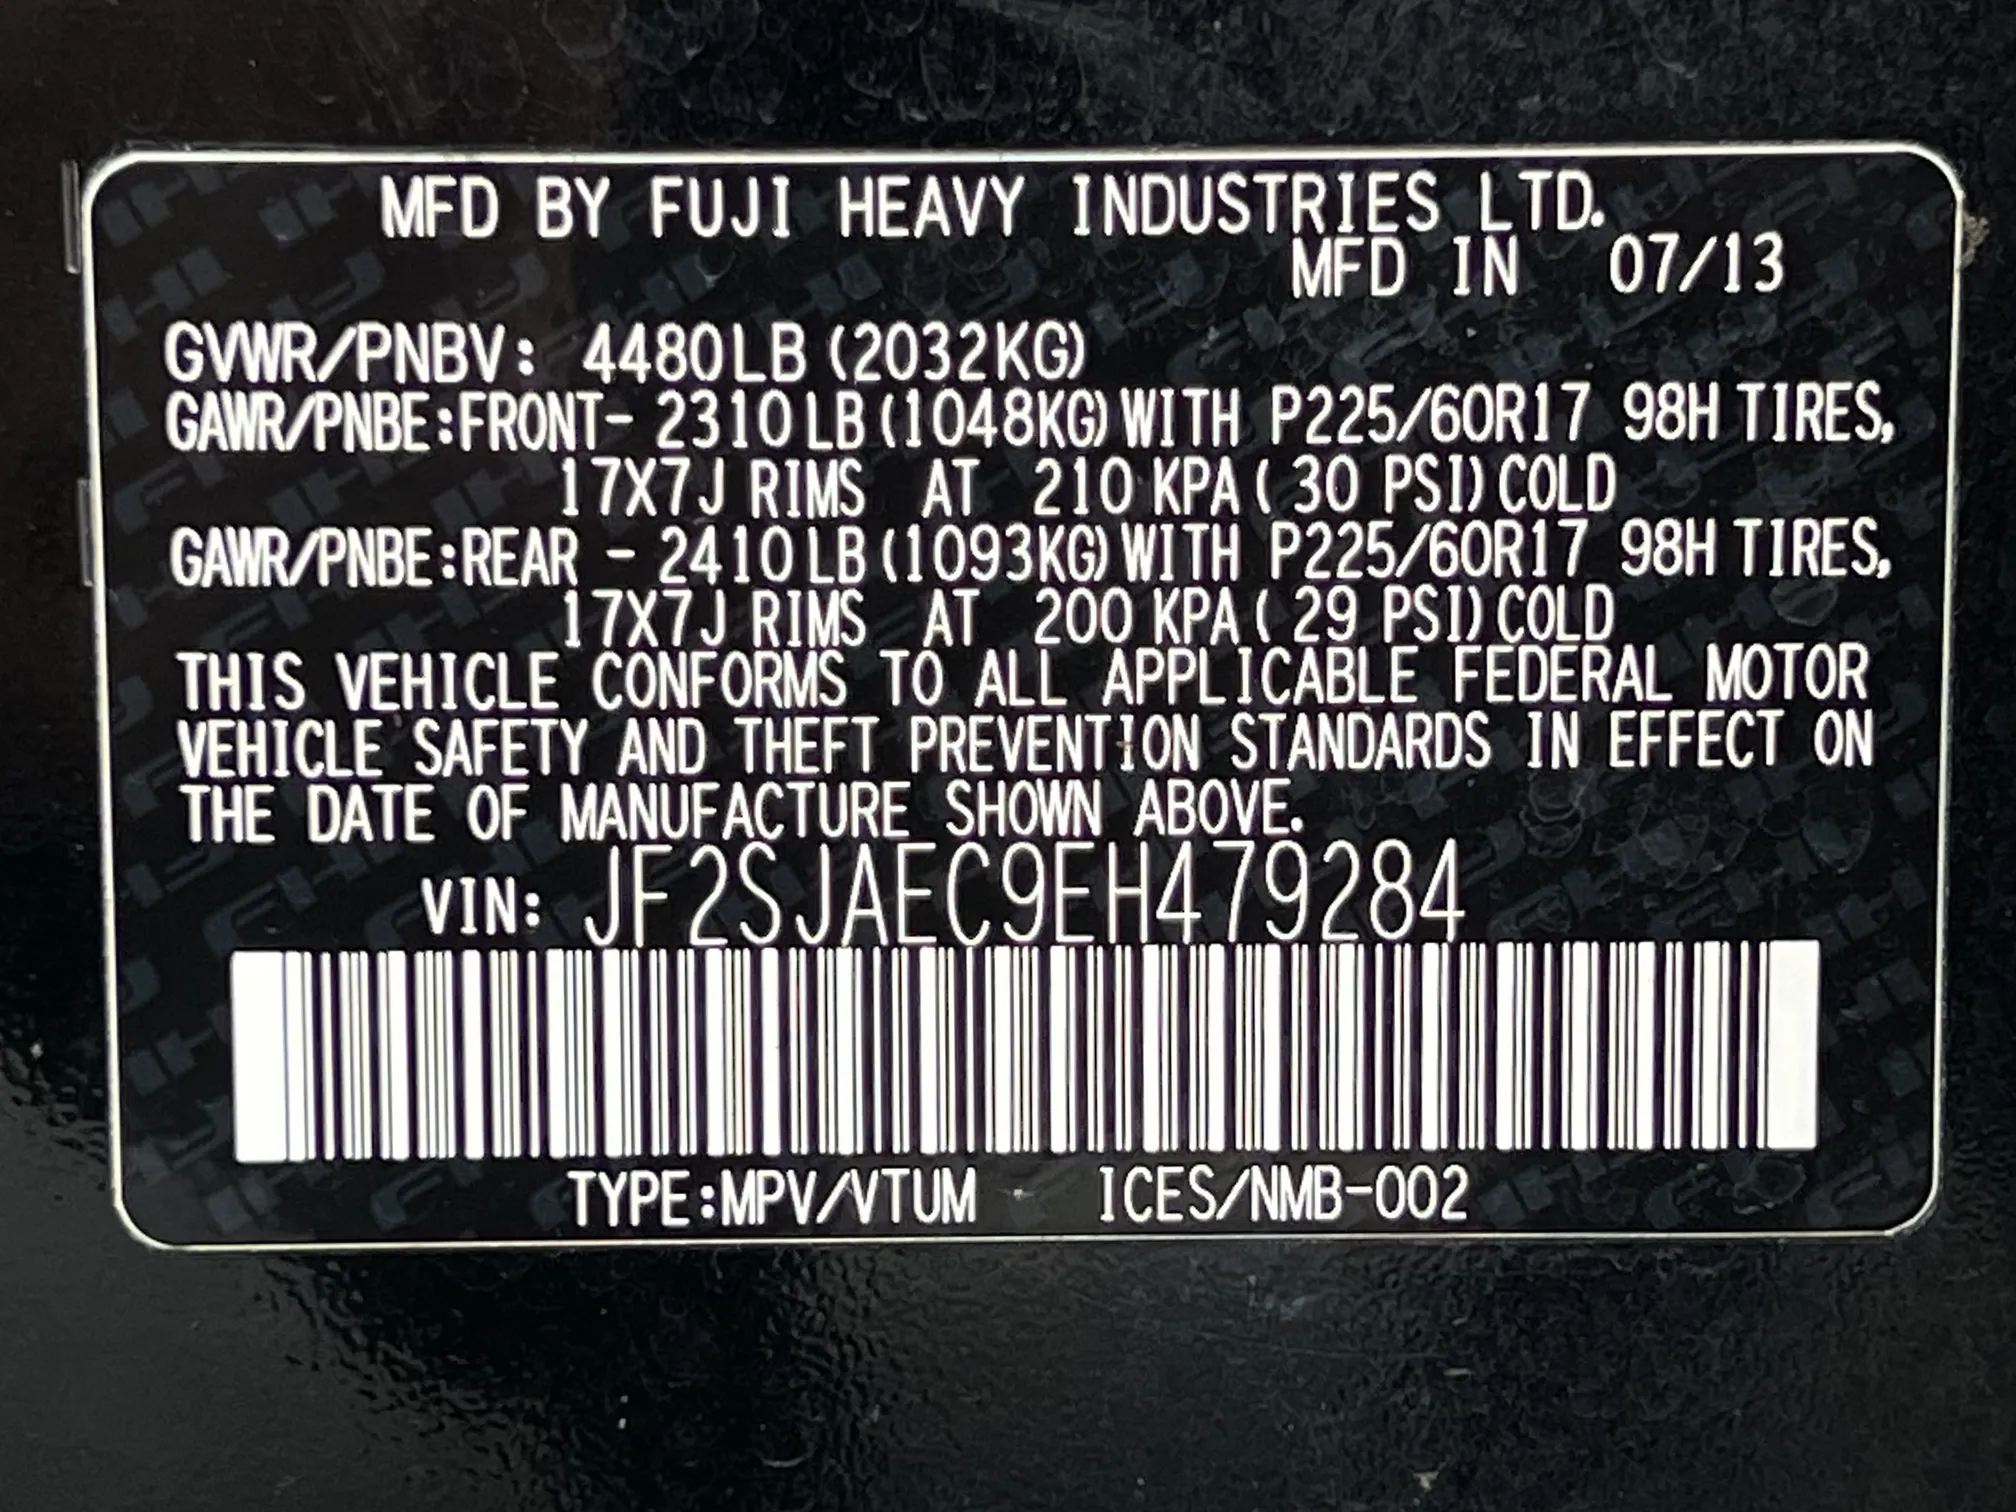 MFD BY FUJI HEAVY INDUSTRIES LTD.
MFD IN 07/13
GVWR/PNBV: 4480LB (2032KG)
GAWR/PNBE:FRONT- 2310LB(1048KG)WITH P225/60R17 98H TIRES,
17X7J RIMS AT 210 KPA( 30 PSI)COLD
GAWR/PNBE:REAR - 2410LB(1093KG)WITH P225/60R17 98H TIRES,
17X7J RIMS AT 200 KPA( 29 PSI)COLD
THIS VEHICLE CONFORMS TO ALL APPLICABLE FEDERAL MOTOR
VEHICLE SAFETY AND THEFT PREVENTION STANDARDS IN EFFECT ON
THE DATE OF MANUFACTURE SHOWN ABOVE.
VIN: JF2SJAEC9EH479284
TYPE:MPV/VTUM ICES/NMB-002